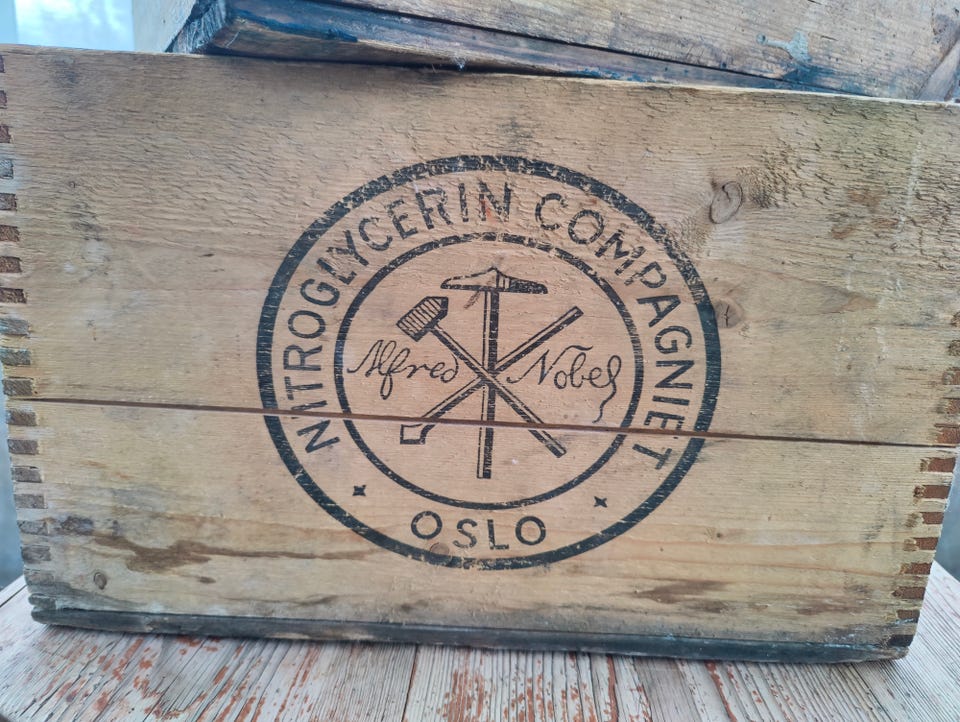 NITROGLYCERIN COMPAGNIET
Alfred Nobel
OSLO